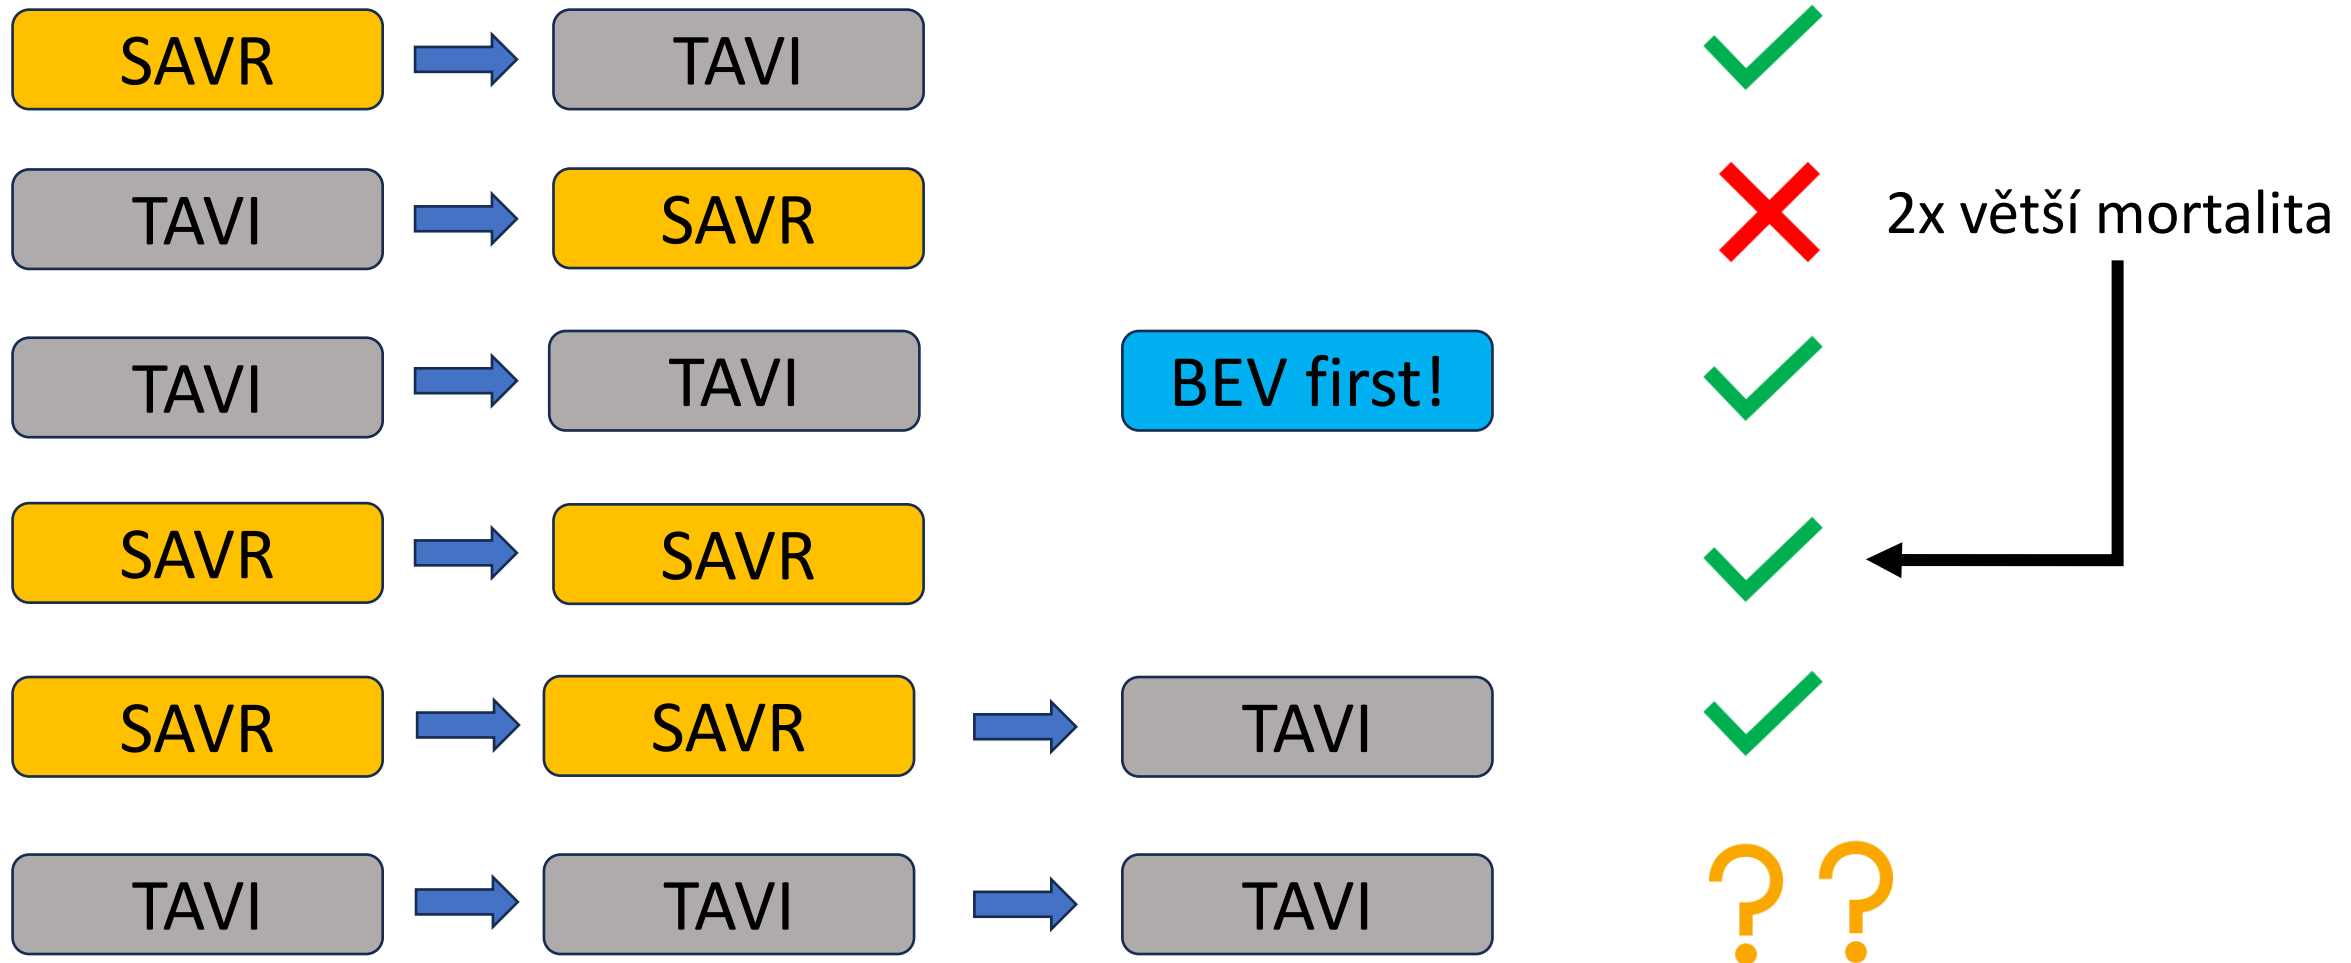 SAVR TAVI
TAVI SAVR 2x větší mortalita
TAVI TAVI BEV first!
SAVR SAVR
SAVR SAVR TAVI
TAVI TAVI TAVI ? ?